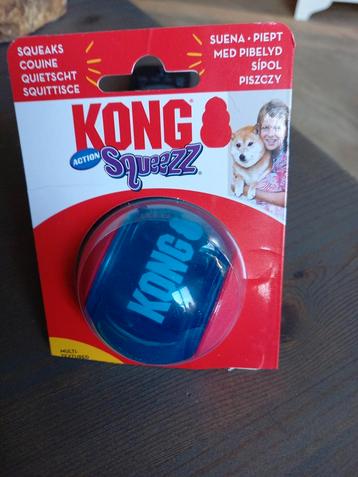 SQUEAKS
COUINE
QUIETSCHT
SQUITTISCE
SUENA • PIEPT
MED PIBELYD
SÍPOL
PISZCZY
KONG
ACTION
SqueeZZ
KONG
MULTI-
TEXTURED